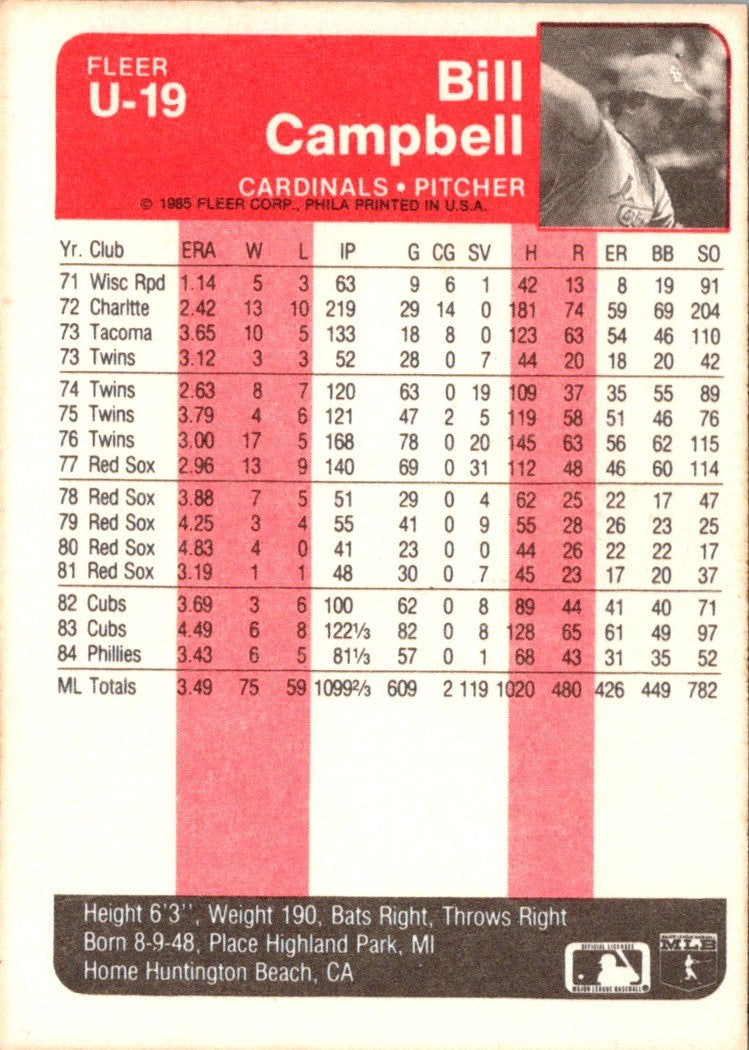 FLEER
U-19
Bill
Campbell
CARDINALS • PITCHER
© 1985 FLEER CORP., PHILA PRINTED IN U.S.A.
Yr. Club ERA W L IP G CG SV H R ER BB SO
71 Wisc Rpd 1.14 5 3 63 9 6 1 42 13 8 19 91
72 Charltte 2.42 13 10 219 29 14 0 181 74 59 69 204
73 Tacoma 3.65 10 5 133 18 8 0 123 63 54 46 110
73 Twins 3.12 3 3 52 28 0 7 44 20 18 20 42
74 Twins 2.63 8 7 120 63 0 19 109 37 35 55 89
75 Twins 3.79 4 6 121 47 2 5 119 58 51 46 76
76 Twins 3.00 17 5 168 78 0 20 145 63 56 62 115
77 Red Sox 2.96 13 9 140 69 0 31 112 48 46 60 114
78 Red Sox 3.88 7 5 51 29 0 4 62 25 22 17 47
79 Red Sox 4.25 3 4 55 41 0 9 55 28 26 23 25
80 Red Sox 4.83 4 0 41 23 0 0 44 26 22 22 17
81 Red Sox 3.19 1 1 48 30 0 7 45 23 17 20 37
82 Cubs 3.69 3 6 100 62 0 8 89 44 41 40 71
83 Cubs 4.49 6 8 122⅓ 82 0 8 128 65 61 49 97
84 Phillies 3.43 6 5 81⅓ 57 0 1 68 43 31 35 52
ML Totals 3.49 75 59 1099⅔ 609 2 119 1020 480 426 449 782
Height 6'3'', Weight 190, Bats Right, Throws Right
Born 8-9-48, Place Highland Park, MI
Home Huntington Beach, CA
OFFICIAL LICENSEE
MAJOR LEAGUE BASEBALL
MAJOR LEAGUE BASEBALL
MLB